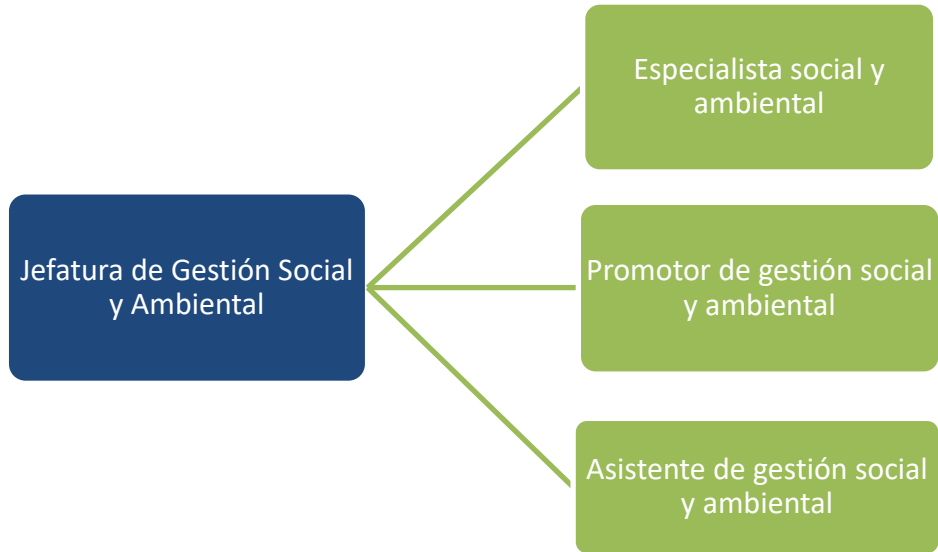 Especialista social y
ambiental
Jefatura de Gestión Social
y Ambiental
Promotor de gestión social
y ambiental
Asistente de gestión social
y ambiental